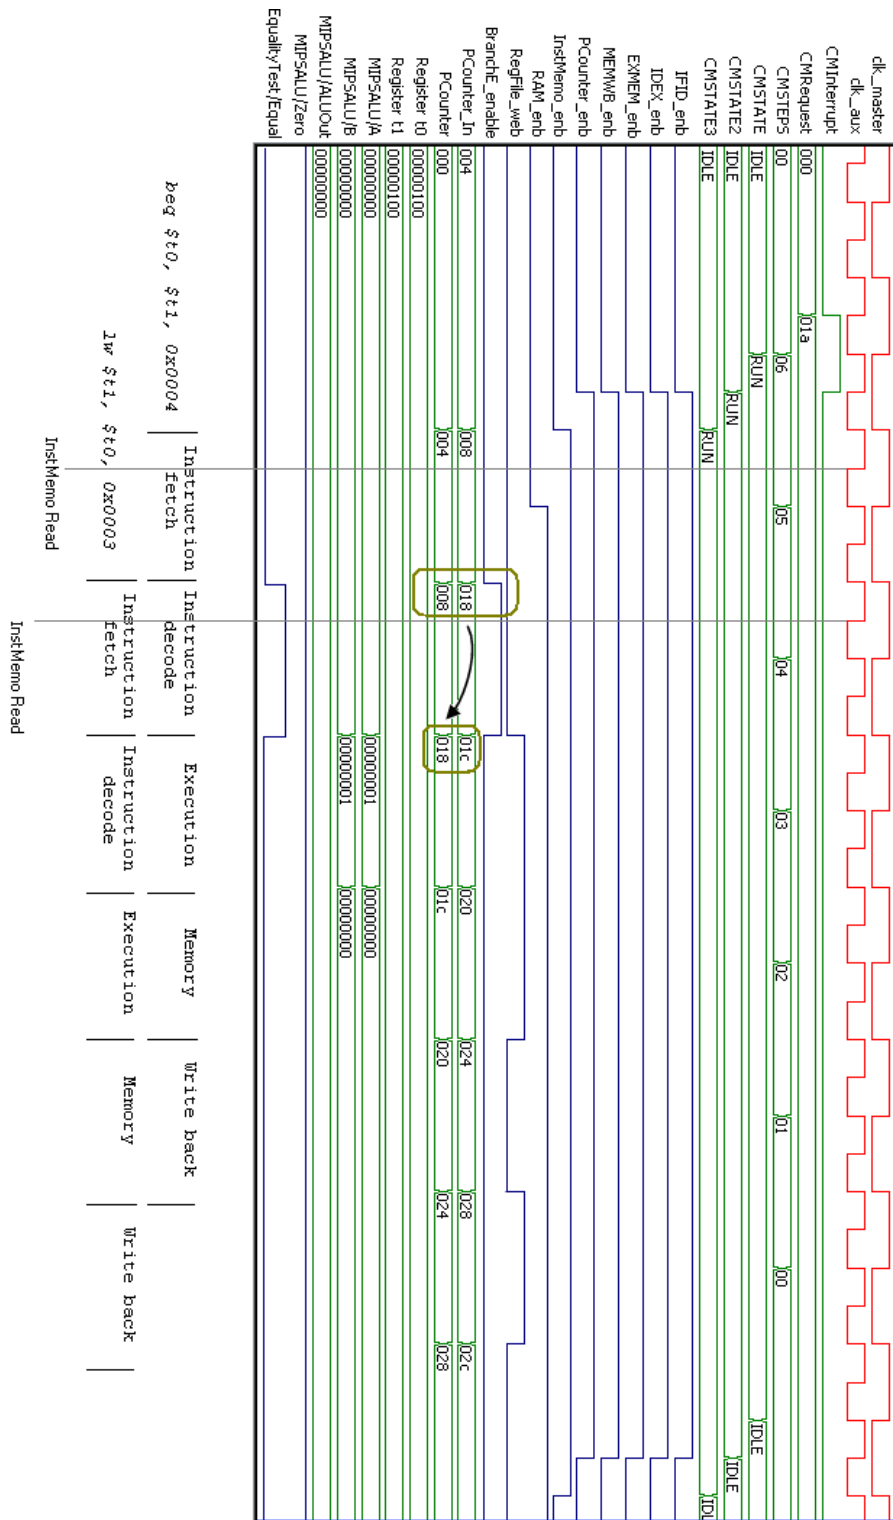 clk_master
clk_aux
CMInterrupt
CMRequest 000 01a
CMSTEPS 00 06 05 04 03 02 01 00
CMSTATE IDLE RUN IDLE
CMSTATE2 IDLE RUN IDLE
CMSTATE3 IDLE RUN IDL
IFID_enb
IDEX_enb
EXMEM_enb
MEMWB_enb
PCounter_enb
InstMemo_enb
RAM_enb
RegFile_web
BranchE_enable
PCounter_In 004 008 018 01c 020 024 028 02c
PCounter 000 004 008 018 01c 020 024 028
Register t0 00000100
Register t1 00000100
MIPSALU/A 00000000 00000001 00000000
MIPSALU/B 00000000 00000001 00000000
MIPSALU/ALUOut 00000000
MIPSALU/Zero
EqualityTest/Equal
beq $t0, $t1, 0x0004
Instruction fetch
Instruction decode
Execution
Memory
Write back
lw $t1, $t0, 0x0003
Instruction fetch
Instruction decode
Execution
Memory
Write back
InstMemo Read
InstMemo Read